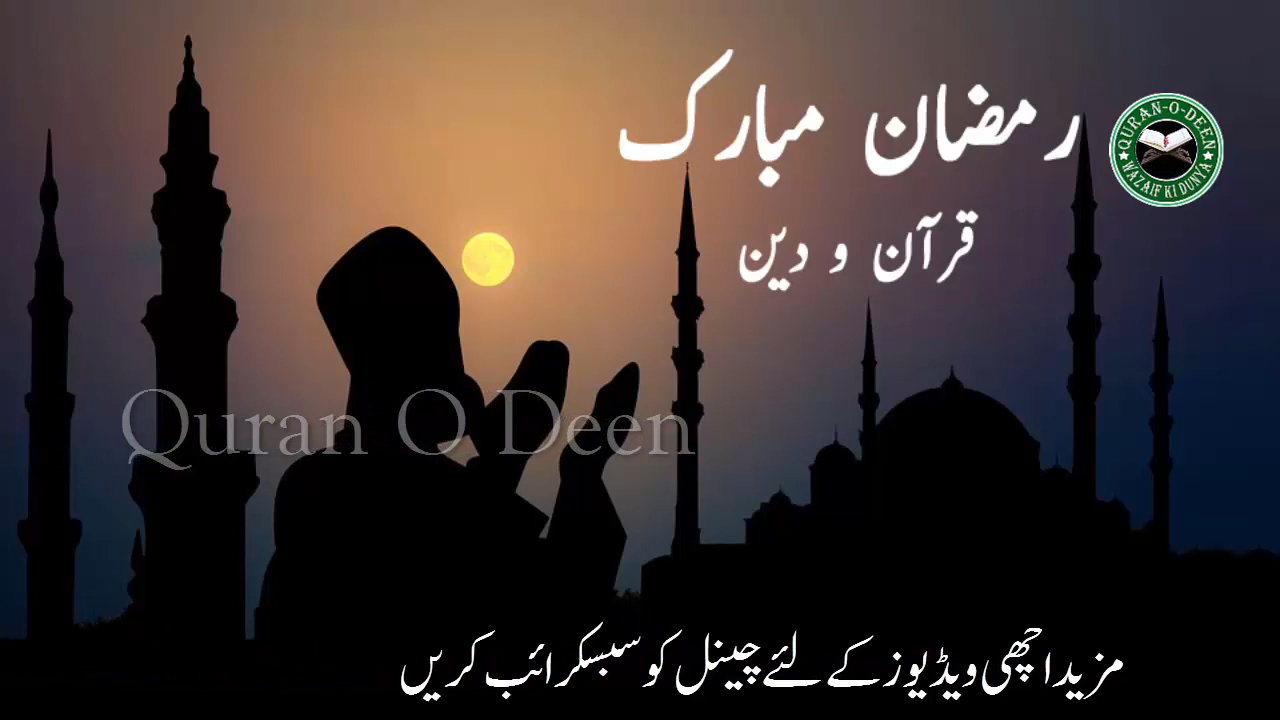 رمضان مبارک
QURAN-O-DEEN
WAZAIF KI DUNYA
قرآن و دین
Quran O Deen
مزید اچھی ویڈیوز کے لئے چینل کو سبسکرائب کریں